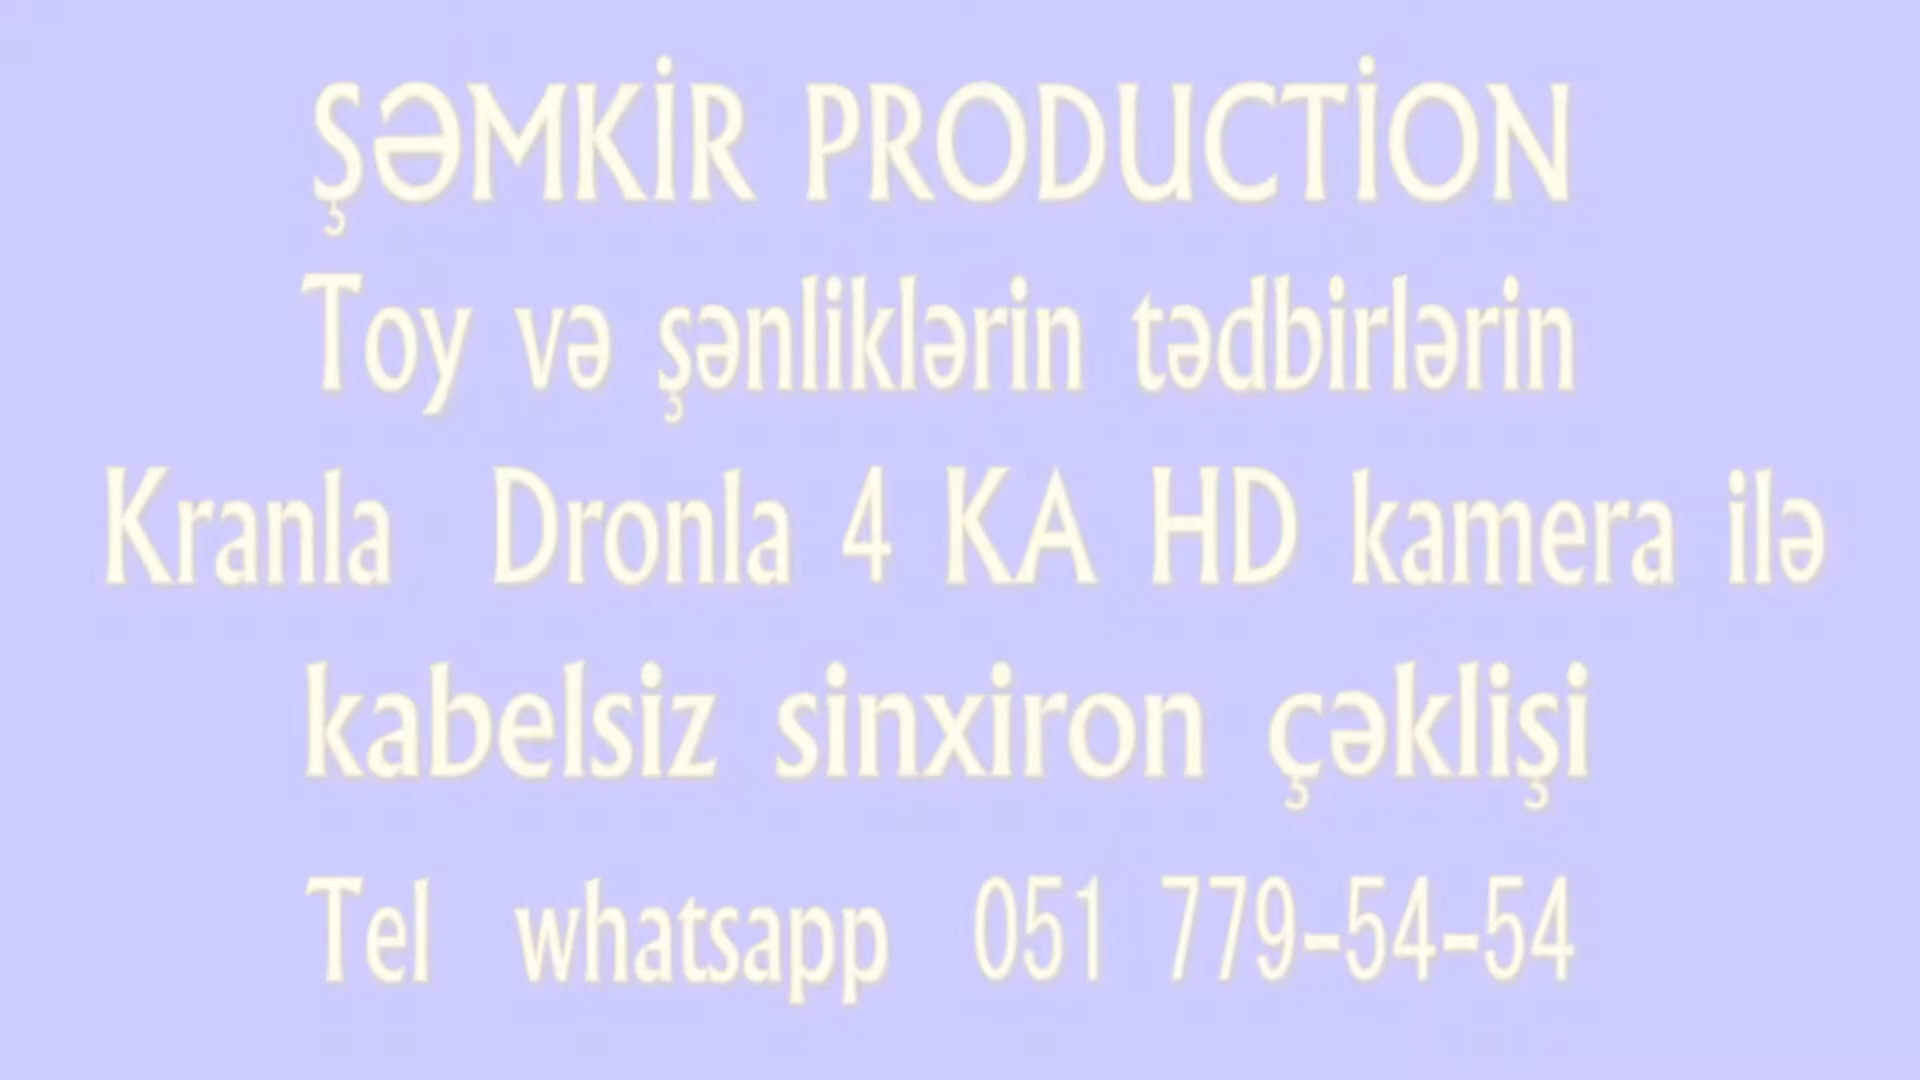 ŞƏMKİR PRODUCTİON
Toy və şənliklərin tədbirlərin
Kranla Dronla 4 KA HD kamera ilə
kabelsiz sinxiron çəklişi
Tel whatsapp 051 779-54-54